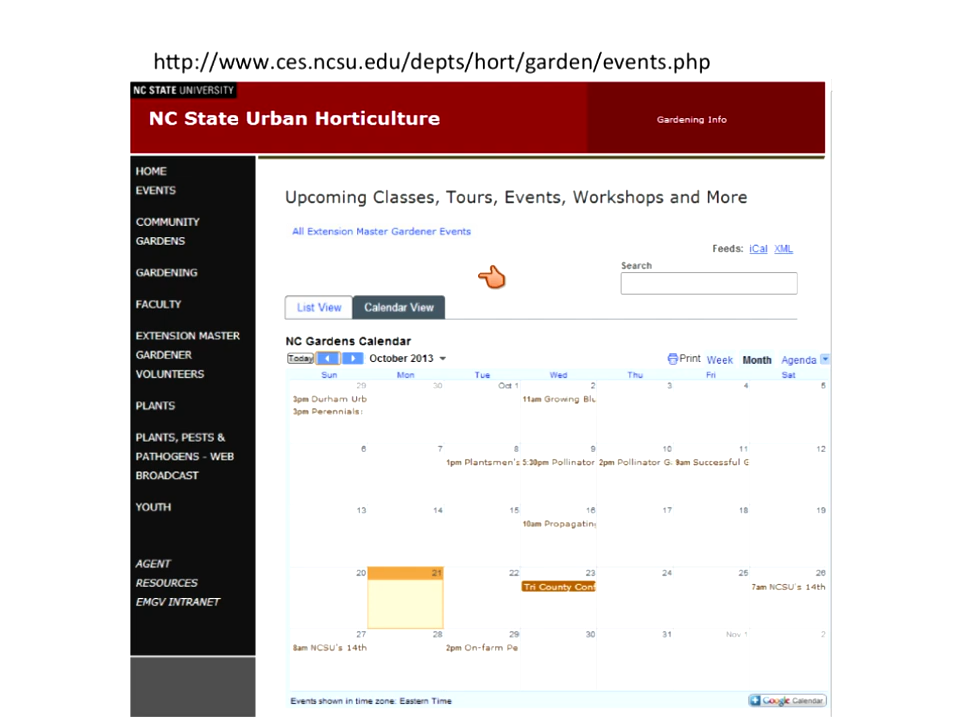 http://www.ces.ncsu.edu/depts/hort/garden/events.php
NC STATE UNIVERSITY
NC State Urban Horticulture
Gardening Info
HOME
EVENTS
COMMUNITY
GARDENS
GARDENING
FACULTY
EXTENSION MASTER
GARDENER
VOLUNTEERS
PLANTS
PLANTS, PESTS &
PATHOGENS - WEB
BROADCAST
YOUTH
AGENT
RESOURCES
EMGV INTRANET
Upcoming Classes, Tours, Events, Workshops and More
All Extension Master Gardener Events
Feeds: iCal XML
Search
List View Calendar View
NC Gardens Calendar
Today October 2013 Print Week Month Agenda
Sun Mon Tue Wed Thu Fri Sat
29 30 Oct 1 2 3 4 5
3pm Durham Urb 11am Growing Blu
3pm Perennials:
6 7 8 9 10 11 12
1pm Plantsmen's 5:30pm Pollinator 2pm Pollinator G 9am Successful G
13 14 15 16 17 18 19
10am Propagating
20 21 22 23 24 25 26
Tri County Conf 7am NCSU's 14th
27 28 29 30 31 Nov 1 2
8am NCSU's 14th 2pm On-farm Pe
Events shown in time zone: Eastern Time
Google Calendar